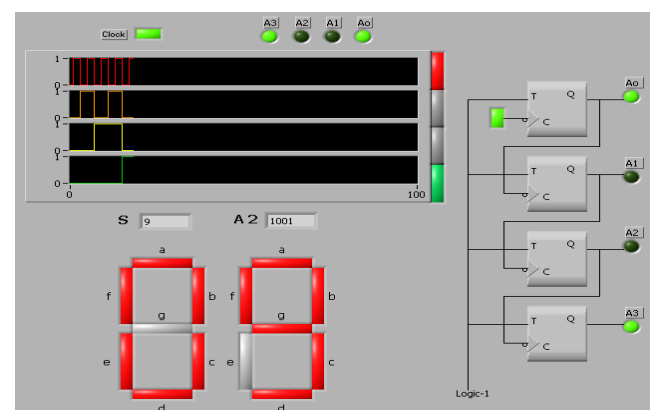 A3 A2 A1 Ao
Clock
1
0
1
0
1
0
1
0
0 100
S 9 A2 1001
a a
f b f b
g g
e c e c
d d
Ao
T Q
C
A1
T Q
C
A2
T Q
C
A3
T Q
C
Logic-1